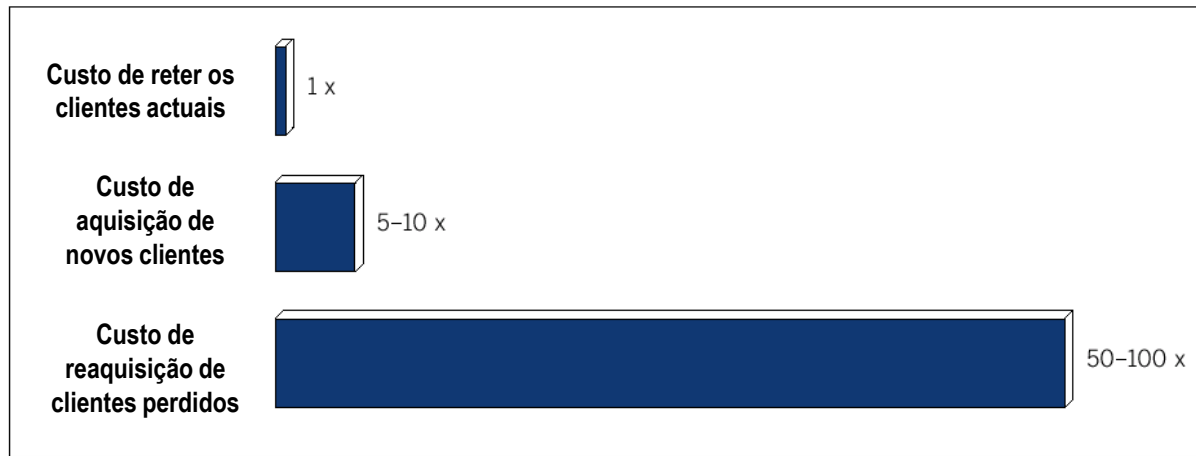 Custo de reter os
clientes actuais
1 x
Custo de
aquisição de
novos clientes
5–10 x
Custo de
reaquisição de
clientes perdidos
50–100 x